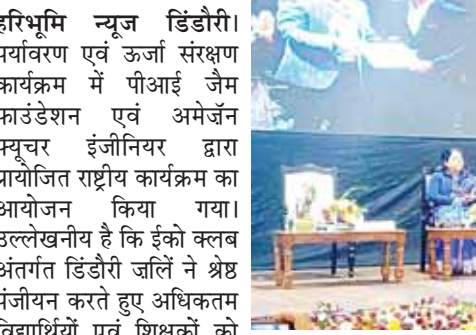 हरिभूमि न्यूज डिंडौरी।
पर्यावरण एवं ऊर्जा संरक्षण
कार्यक्रम में पीआई जैम
फाउंडेशन एवं अमेजॅन
फ्यूचर इंजीनियर द्वारा
प्रायोजित राष्ट्रीय कार्यक्रम का
आयोजन किया गया।
उल्लेखनीय है कि ईको क्लब
अंतर्गत डिंडौरी जलिें ने श्रेष्ठ
पंजीयन करते हुए अधिकतम
विद्यार्थियों एवं शिक्षकों को